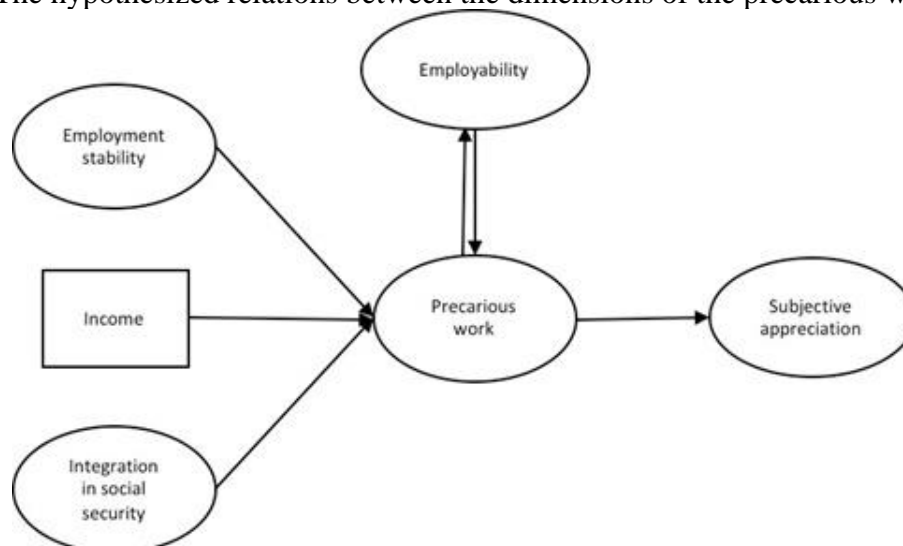 The hypothesized relations between the dimensions of the precarious w
Employability
Employment
stability
Income
Precarious
work
Subjective
appreciation
Integration
in social
security